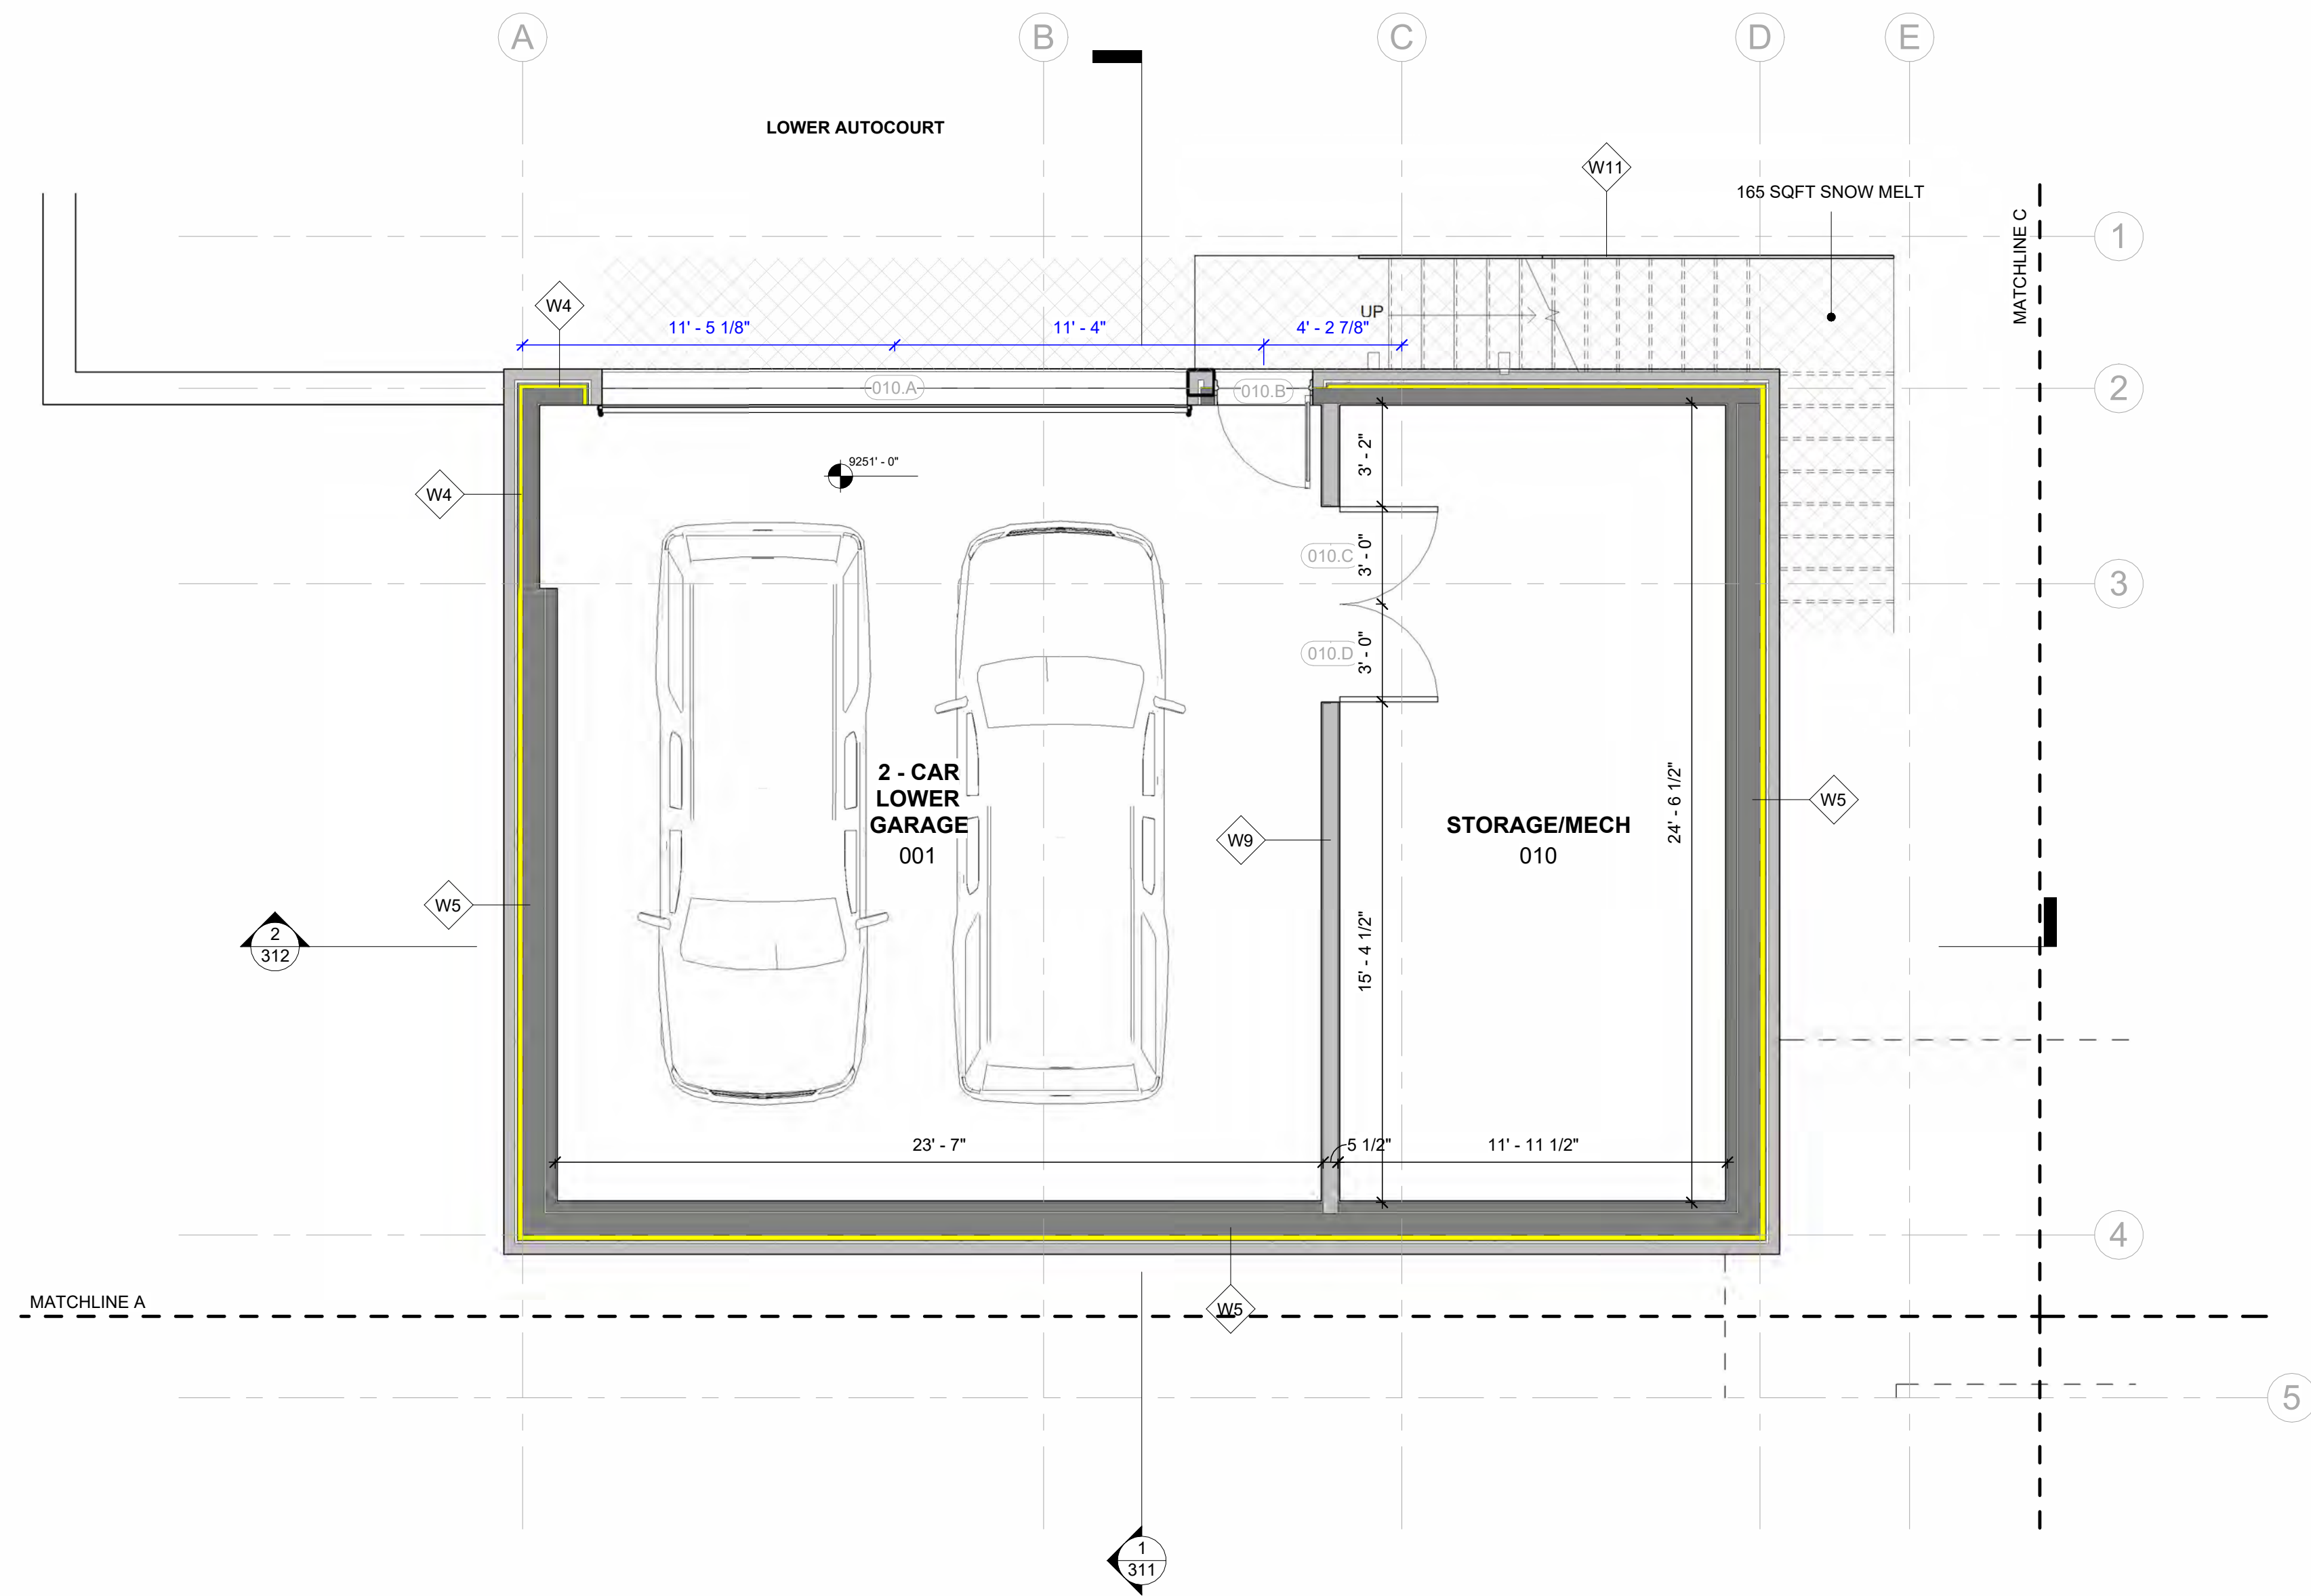 A
B
C
D
E
LOWER AUTOCOURT
W11
165 SQFT SNOW MELT
MATCHLINE C
1
W4
UP
11' - 5 1/8"
11' - 4"
4' - 2 7/8"
010.A
010.B
2
9251' - 0"
3' - 2"
W4
010.C
3' - 0"
3
010.D
3' - 0"
2 - CAR
LOWER
GARAGE
001
W9
STORAGE/MECH
010
24' - 6 1/2"
W5
W5
2
312
15' - 4 1/2"
23' - 7"
5 1/2"
11' - 11 1/2"
4
MATCHLINE A
W5
5
1
311